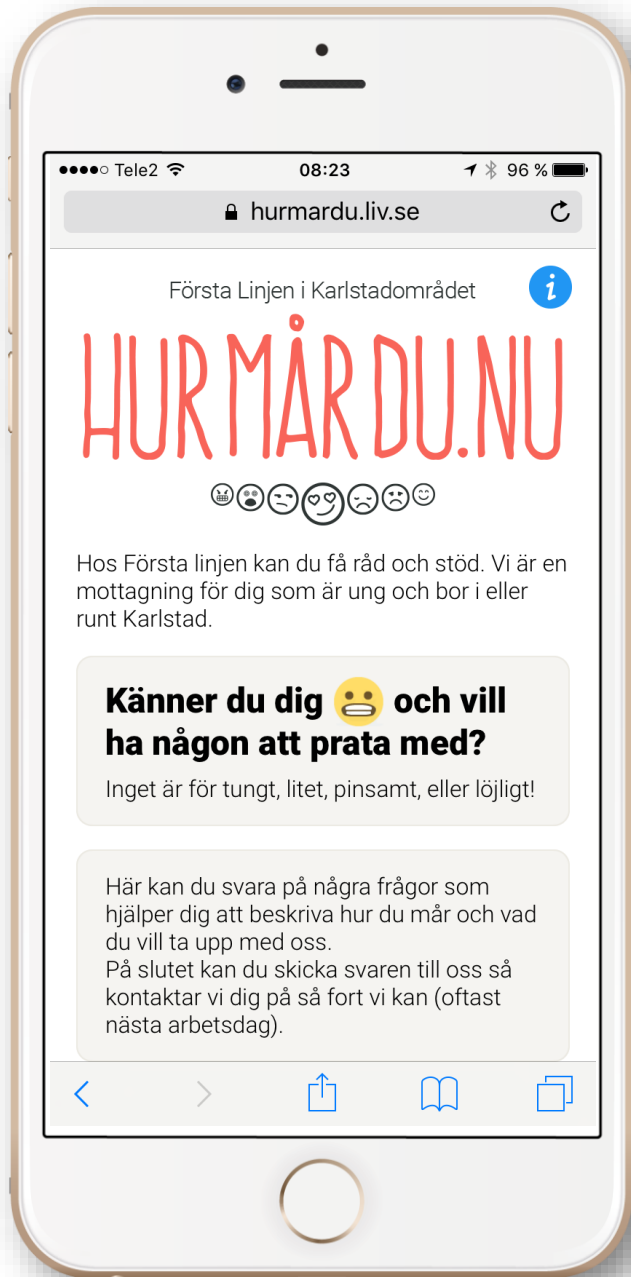 Tele2 08:23 96 %
hurmardu.liv.se
Första Linjen i Karlstadområdet
i
HUR MÅR DU.NU
Hos Första linjen kan du få råd och stöd. Vi är en
mottagning för dig som är ung och bor i eller
runt Karlstad.
Känner du dig 😬 och vill
ha någon att prata med?
Inget är för tungt, litet, pinsamt, eller löjligt!
Här kan du svara på några frågor som
hjälper dig att beskriva hur du mår och vad
du vill ta upp med oss.
På slutet kan du skicka svaren till oss så
kontaktar vi dig på så fort vi kan (oftast
nästa arbetsdag).